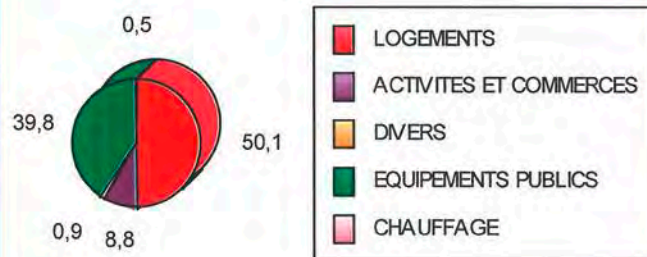 0,5
39,8
50,1
0,9
8,8
LOGEMENTS
ACTIVITES ET COMMERCES
DIVERS
EQUIPEMENTS PUBLICS
CHAUFFAGE